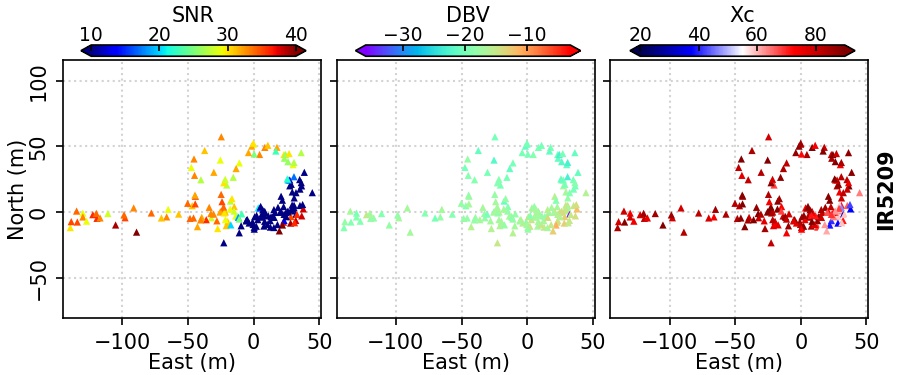 SNR DBV Xc
10 20 30 40 −30 −20 −10 20 40 60 80
100
50
0
−50
North (m)
IR5209
−100 −50 0 50 −100 −50 0 50 −100 −50 0 50
East (m) East (m) East (m)